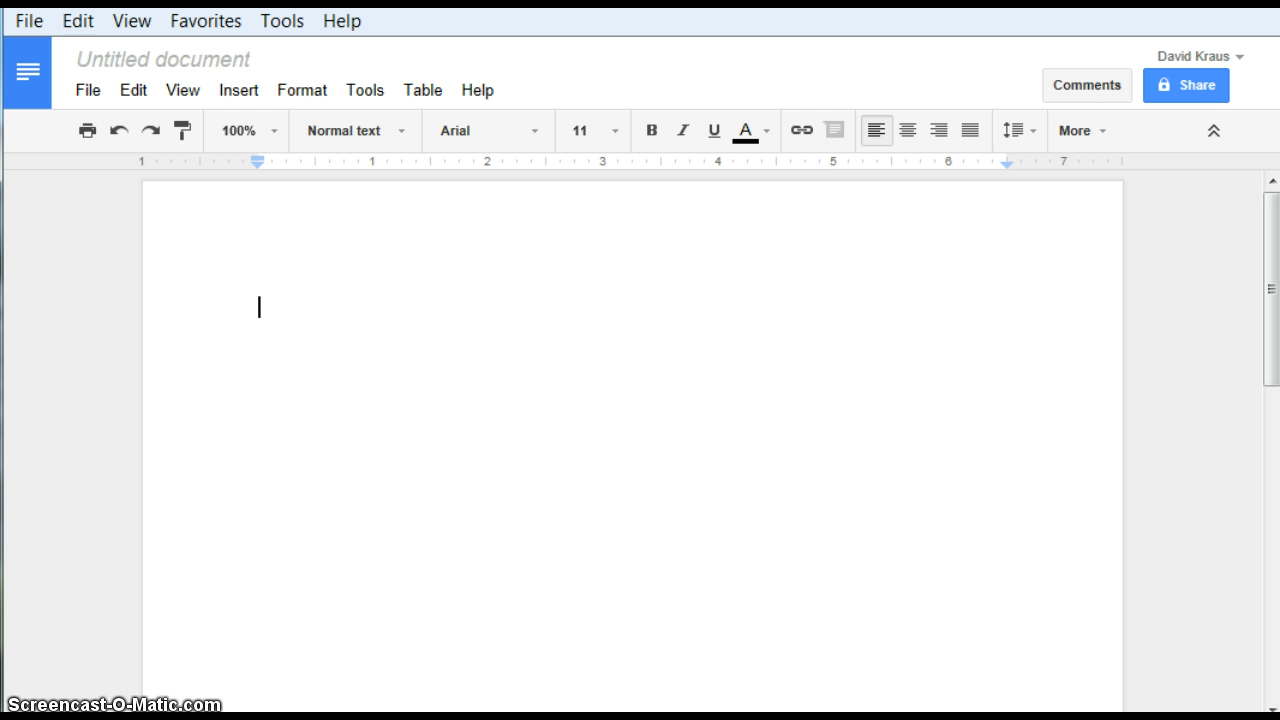 File Edit View Favorites Tools Help
Untitled document
David Kraus
File Edit View Insert Format Tools Table Help
Comments Share
100% Normal text Arial 11 B I U A More
1 1 2 3 4 5 6 7
Screencast-O-Matic.com